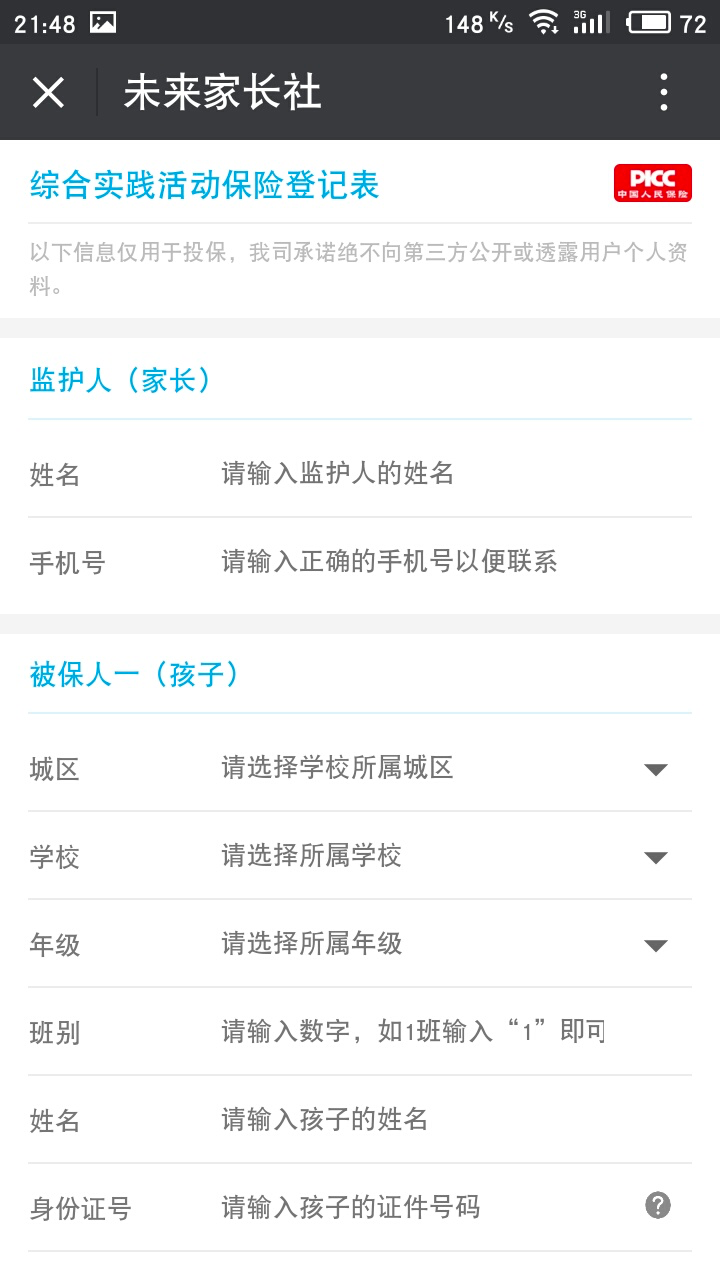 21:48 148 K/s 3G 72
未来家长社
综合实践活动保险登记表 PICC
中国人民保险
以下信息仅用于投保，我司承诺绝不向第三方公开或透露用户个人资
料。
监护人（家长）
姓名 请输入监护人的姓名
手机号 请输入正确的手机号以便联系
被保人一（孩子）
城区 请选择学校所属城区
学校 请选择所属学校
年级 请选择所属年级
班别 请输入数字，如1班输入“1”即可
姓名 请输入孩子的姓名
身份证号 请输入孩子的证件号码 ?